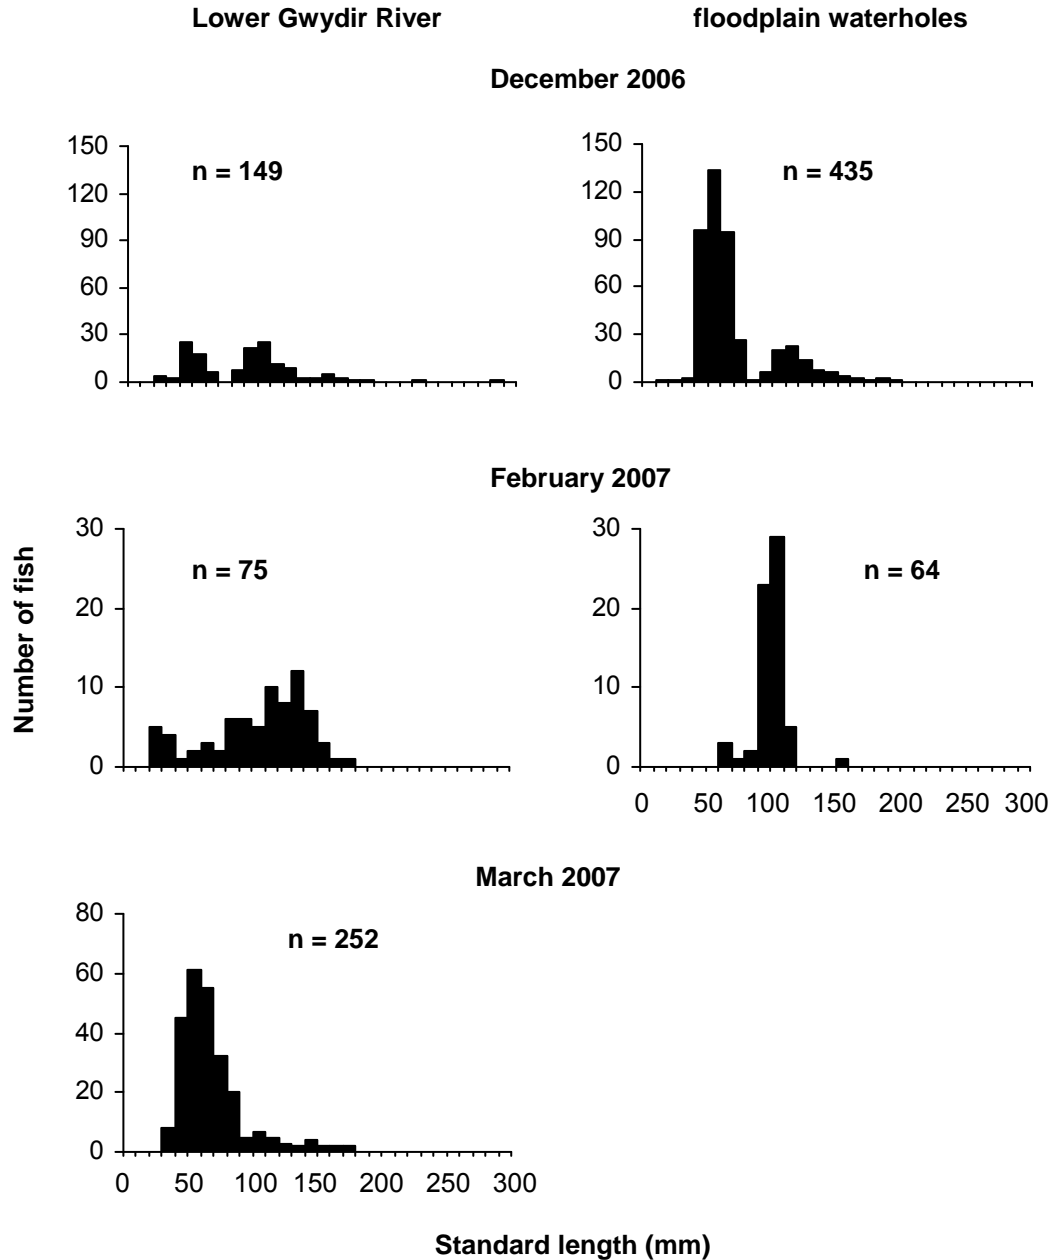 Lower Gwydir River
floodplain waterholes
December 2006
150
120
90
60
30
0
n = 149
150
120
90
60
30
0
n = 435
February 2007
Number of fish
30
20
10
0
n = 75
30
20
10
0
n = 64
0 50 100 150 200 250 300
March 2007
80
60
40
20
0
n = 252
0 50 100 150 200 250 300
Standard length (mm)